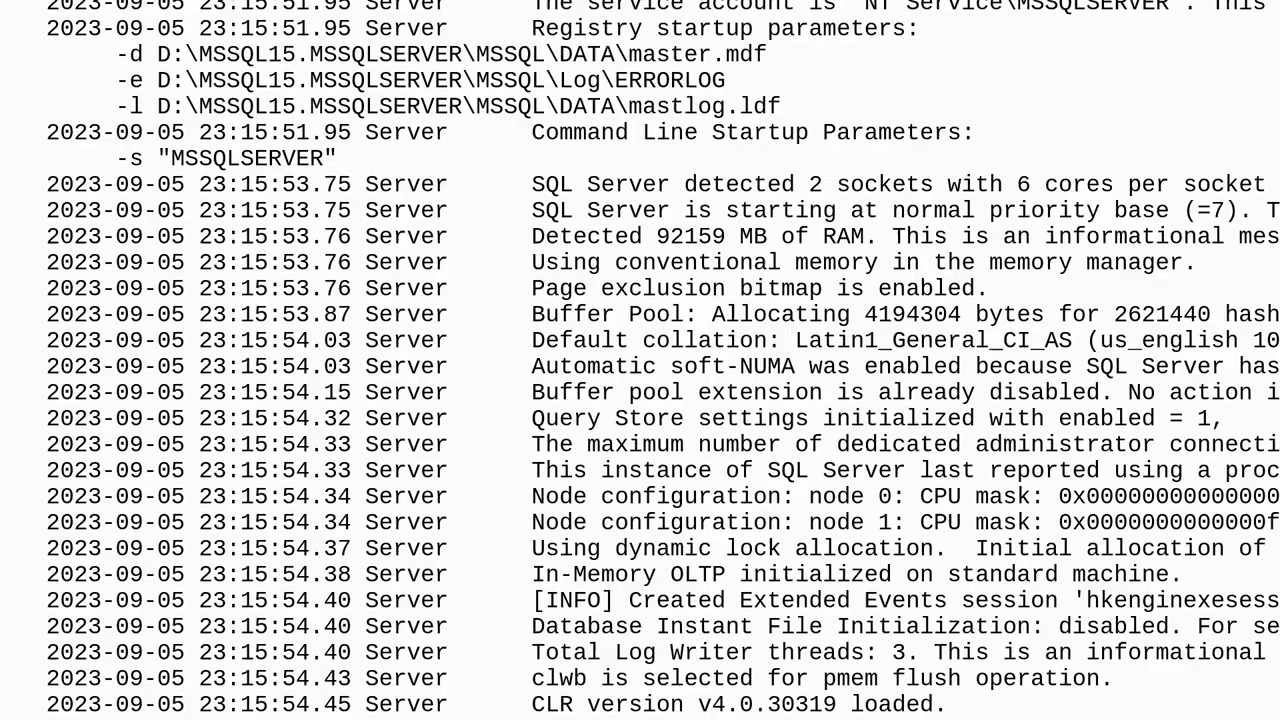 2023-09-05 23:15:51.95 Server      The service account is 'NT Service\MSSQLSERVER'. This
2023-09-05 23:15:51.95 Server      Registry startup parameters:
-d D:\MSSQL15.MSSQLSERVER\MSSQL\DATA\master.mdf
-e D:\MSSQL15.MSSQLSERVER\MSSQL\Log\ERRORLOG
-l D:\MSSQL15.MSSQLSERVER\MSSQL\DATA\mastlog.ldf
2023-09-05 23:15:51.95 Server      Command Line Startup Parameters:
-s "MSSQLSERVER"
2023-09-05 23:15:53.75 Server      SQL Server detected 2 sockets with 6 cores per socket
2023-09-05 23:15:53.75 Server      SQL Server is starting at normal priority base (=7). T
2023-09-05 23:15:53.76 Server      Detected 92159 MB of RAM. This is an informational mes
2023-09-05 23:15:53.76 Server      Using conventional memory in the memory manager.
2023-09-05 23:15:53.76 Server      Page exclusion bitmap is enabled.
2023-09-05 23:15:53.87 Server      Buffer Pool: Allocating 4194304 bytes for 2621440 hash
2023-09-05 23:15:54.03 Server      Default collation: Latin1_General_CI_AS (us_english 10
2023-09-05 23:15:54.03 Server      Automatic soft-NUMA was enabled because SQL Server has
2023-09-05 23:15:54.15 Server      Buffer pool extension is already disabled. No action i
2023-09-05 23:15:54.32 Server      Query Store settings initialized with enabled = 1,
2023-09-05 23:15:54.33 Server      The maximum number of dedicated administrator connecti
2023-09-05 23:15:54.33 Server      This instance of SQL Server last reported using a proc
2023-09-05 23:15:54.34 Server      Node configuration: node 0: CPU mask: 0x00000000000000
2023-09-05 23:15:54.34 Server      Node configuration: node 1: CPU mask: 0x0000000000000f
2023-09-05 23:15:54.37 Server      Using dynamic lock allocation.  Initial allocation of
2023-09-05 23:15:54.38 Server      In-Memory OLTP initialized on standard machine.
2023-09-05 23:15:54.40 Server      [INFO] Created Extended Events session 'hkenginexesess
2023-09-05 23:15:54.40 Server      Database Instant File Initialization: disabled. For se
2023-09-05 23:15:54.40 Server      Total Log Writer threads: 3. This is an informational
2023-09-05 23:15:54.43 Server      clwb is selected for pmem flush operation.
2023-09-05 23:15:54.45 Server      CLR version v4.0.30319 loaded.